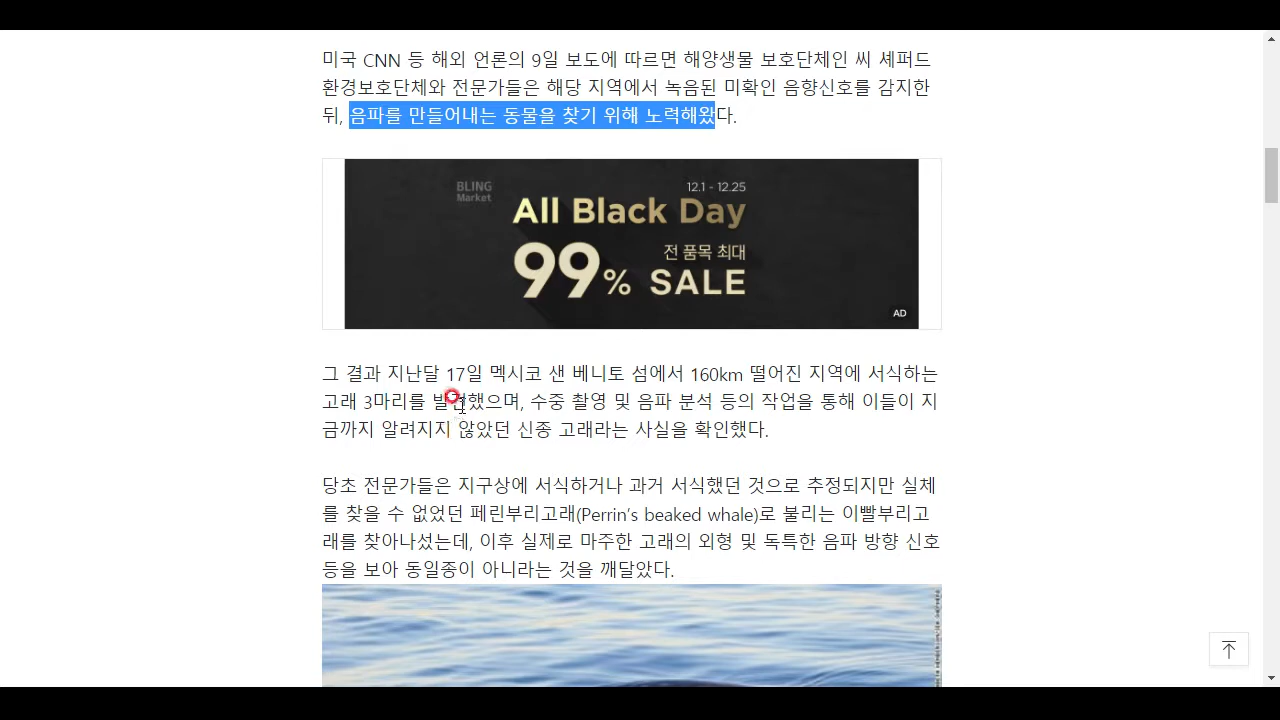 미국 CNN 등 해외 언론의 9일 보도에 따르면 해양생물 보호단체인 씨 셰퍼드
환경보호단체와 전문가들은 해당 지역에서 녹음된 미확인 음향신호를 감지한
뒤, 음파를 만들어내는 동물을 찾기 위해 노력해왔다.
BLING
Market
12.1 - 12.25
All Black Day
전 품목 최대
99% SALE
AD
그 결과 지난달 17일 멕시코 샌 베니토 섬에서 160km 떨어진 지역에 서식하는
고래 3마리를 발견했으며, 수중 촬영 및 음파 분석 등의 작업을 통해 이들이 지
금까지 알려지지 않았던 신종 고래라는 사실을 확인했다.
당초 전문가들은 지구상에 서식하거나 과거 서식했던 것으로 추정되지만 실체
를 찾을 수 없었던 페린부리고래(Perrin's beaked whale)로 불리는 이빨부리고
래를 찾아나섰는데, 이후 실제로 마주한 고래의 외형 및 독특한 음파 방향 신호
등을 보아 동일종이 아니라는 것을 깨달았다.